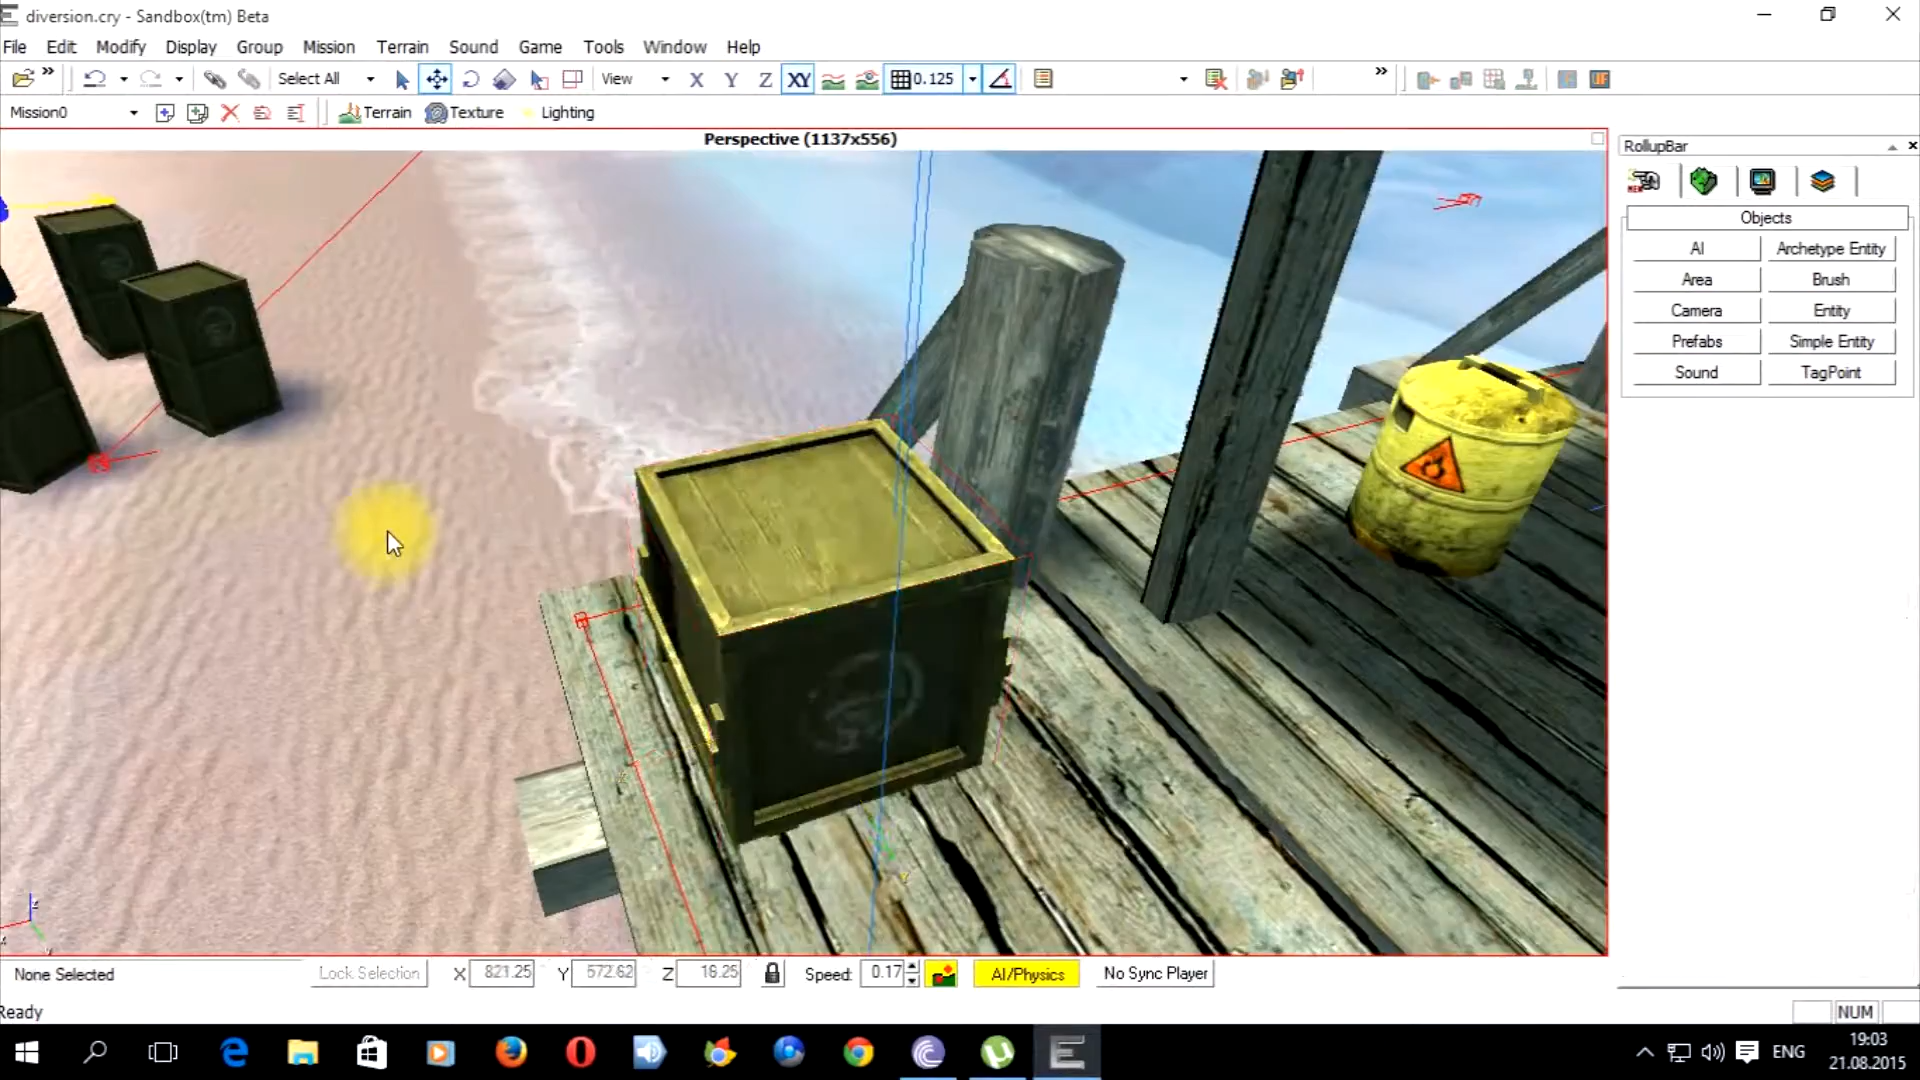 diversion.cry - Sandbox(tm) Beta
File Edit Modify Display Group Mission Terrain Sound Game Tools Window Help
Select All View X Y Z XY 0.125
Mission0 Terrain Texture Lighting
Perspective (1137x556)
RollupBar
Objects
AI Archetype Entity
Area Brush
Camera Entity
Prefabs Simple Entity
Sound TagPoint
None Selected Lock Selection X 821.25 Y 572.62 Z 16.25 Speed: 0.17 AI/Physics No Sync Player
Ready NUM
ENG 19:03
21.08.2015